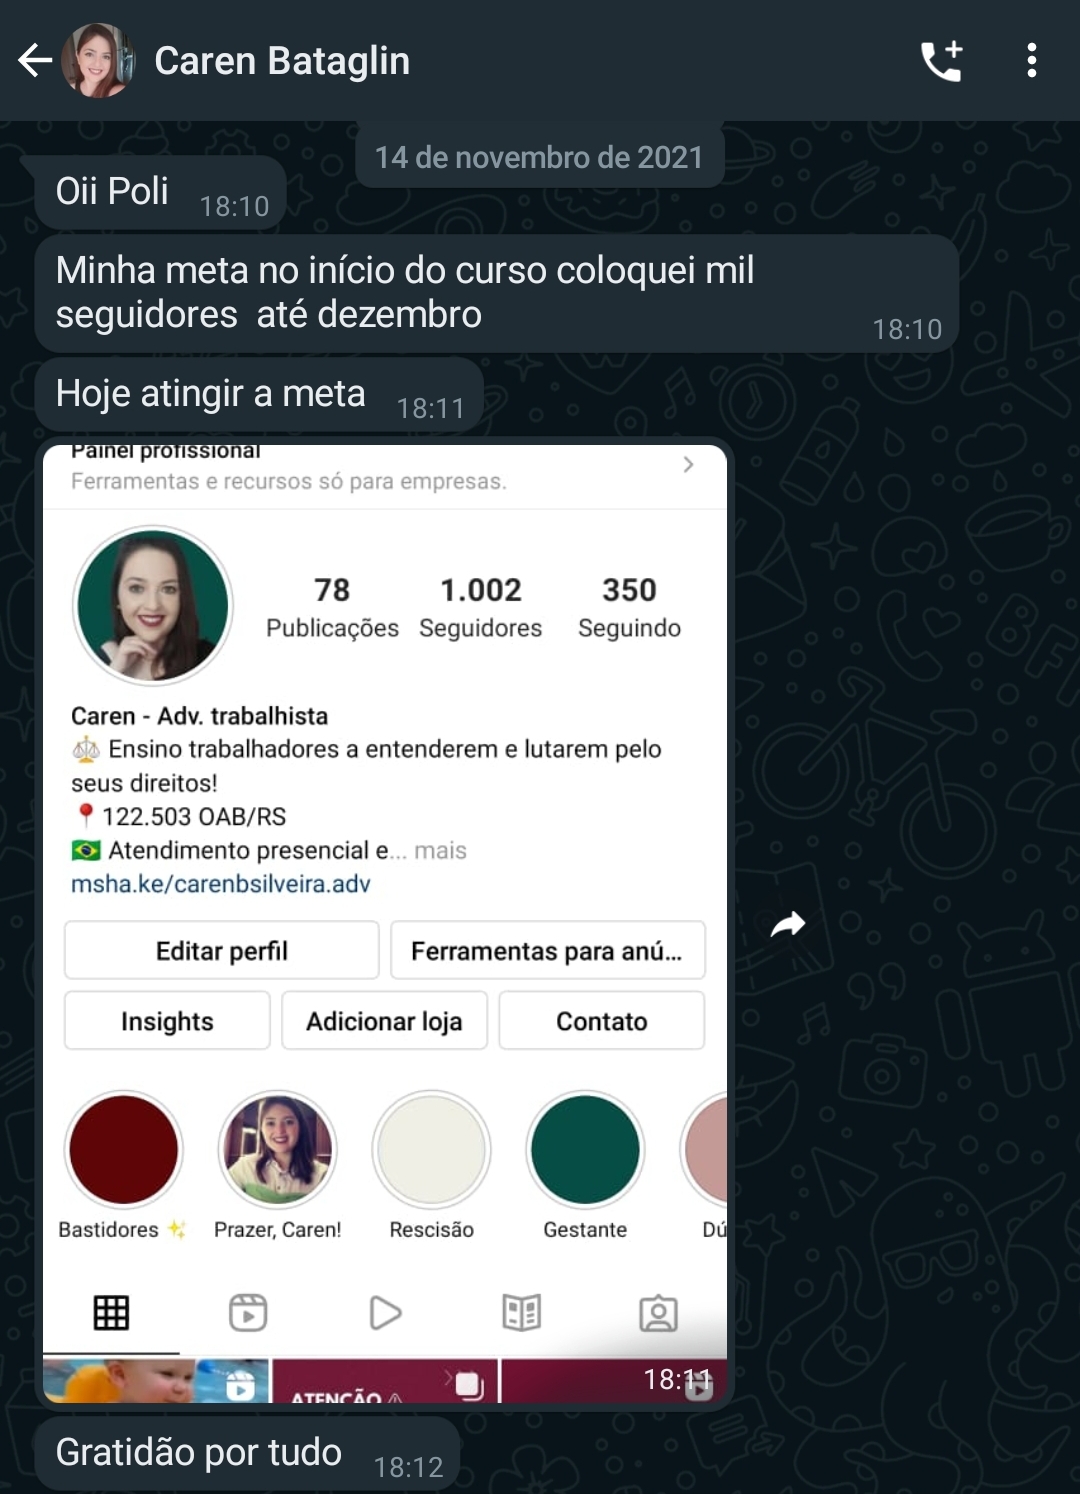 Caren Bataglin
14 de novembro de 2021
Oii Poli 18:10
Minha meta no início do curso coloquei mil
seguidores até dezembro
18:10
Hoje atingir a meta 18:11
Painel profissional
Ferramentas e recursos só para empresas.
78 1.002 350
Publicações Seguidores Seguindo
Caren - Adv. trabalhista
⚖️ Ensino trabalhadores a entenderem e lutarem pelo
seus direitos!
📍122.503 OAB/RS
🇧🇷 Atendimento presencial e... mais
msha.ke/carenbsilveira.adv
Editar perfil Ferramentas para anú...
Insights Adicionar loja Contato
Bastidores ✨ Prazer, Caren! Rescisão Gestante Dú
ATENÇÃO ⚠
18:11
Gratidão por tudo 18:12